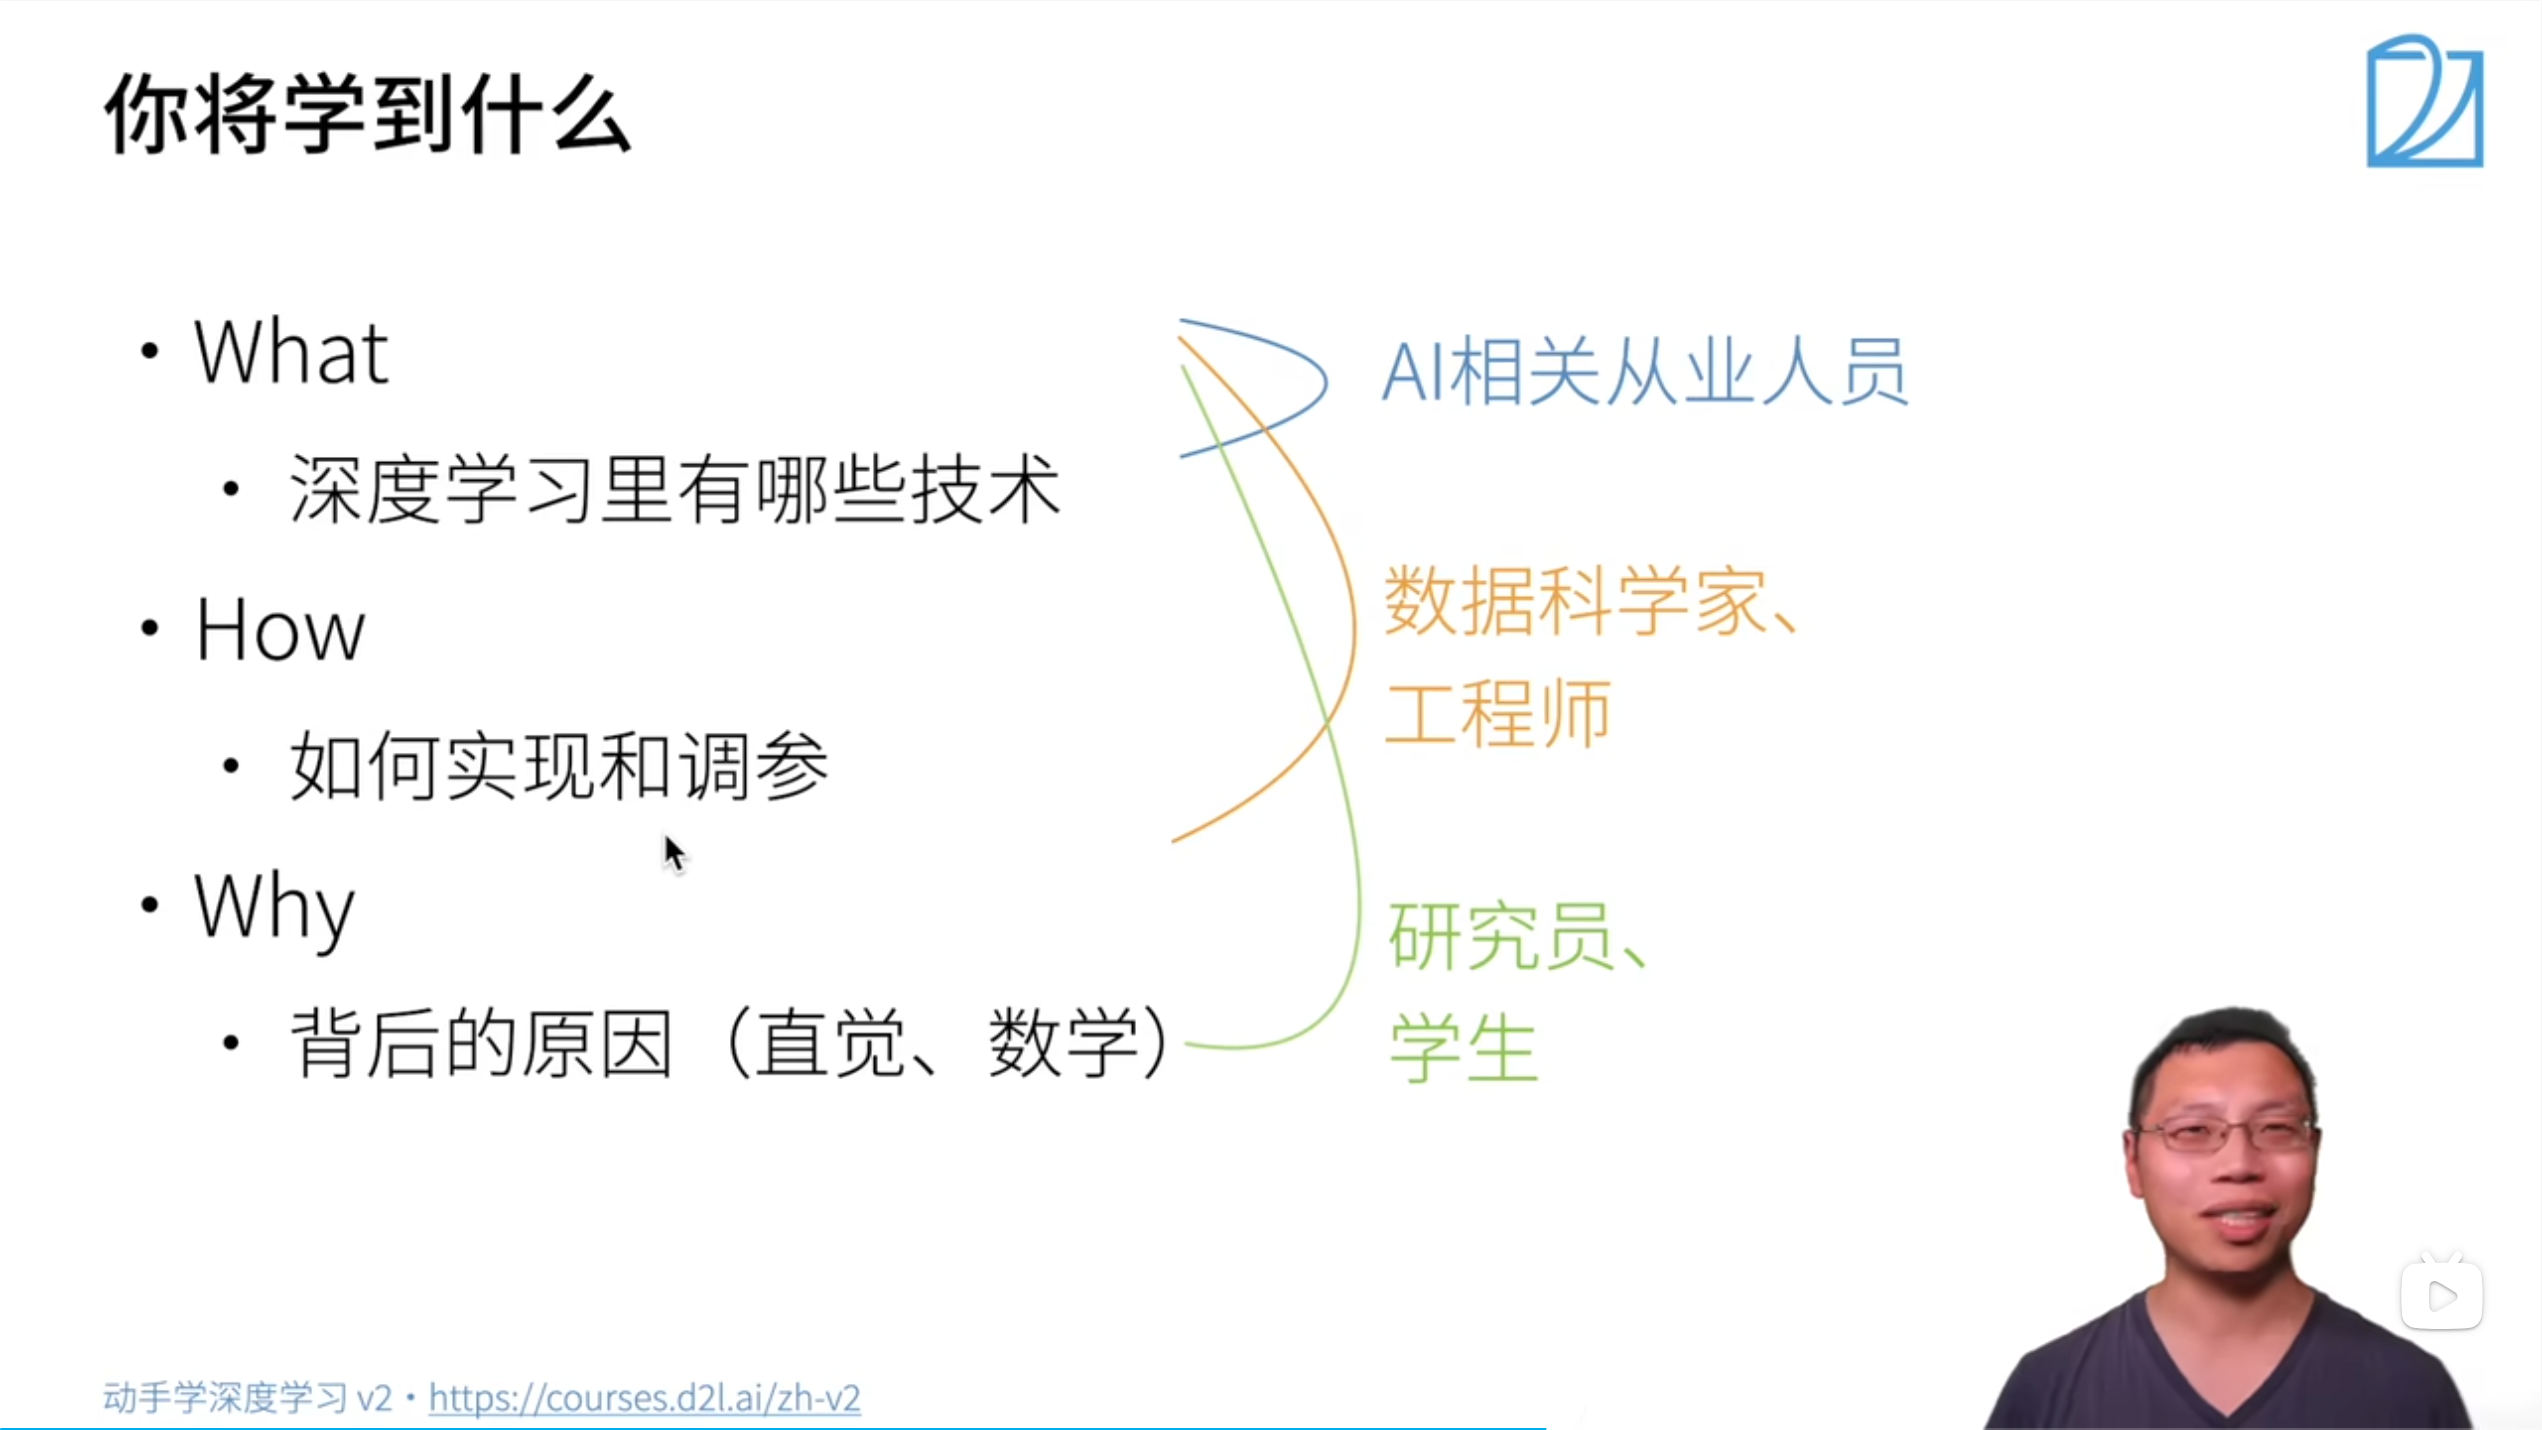 你将学到什么
• What
• 深度学习里有哪些技术
• How
• 如何实现和调参
• Why
• 背后的原因（直觉、数学）
AI相关从业人员
数据科学家、
工程师
研究员、
学生
动手学深度学习 v2 • https://courses.d2l.ai/zh-v2